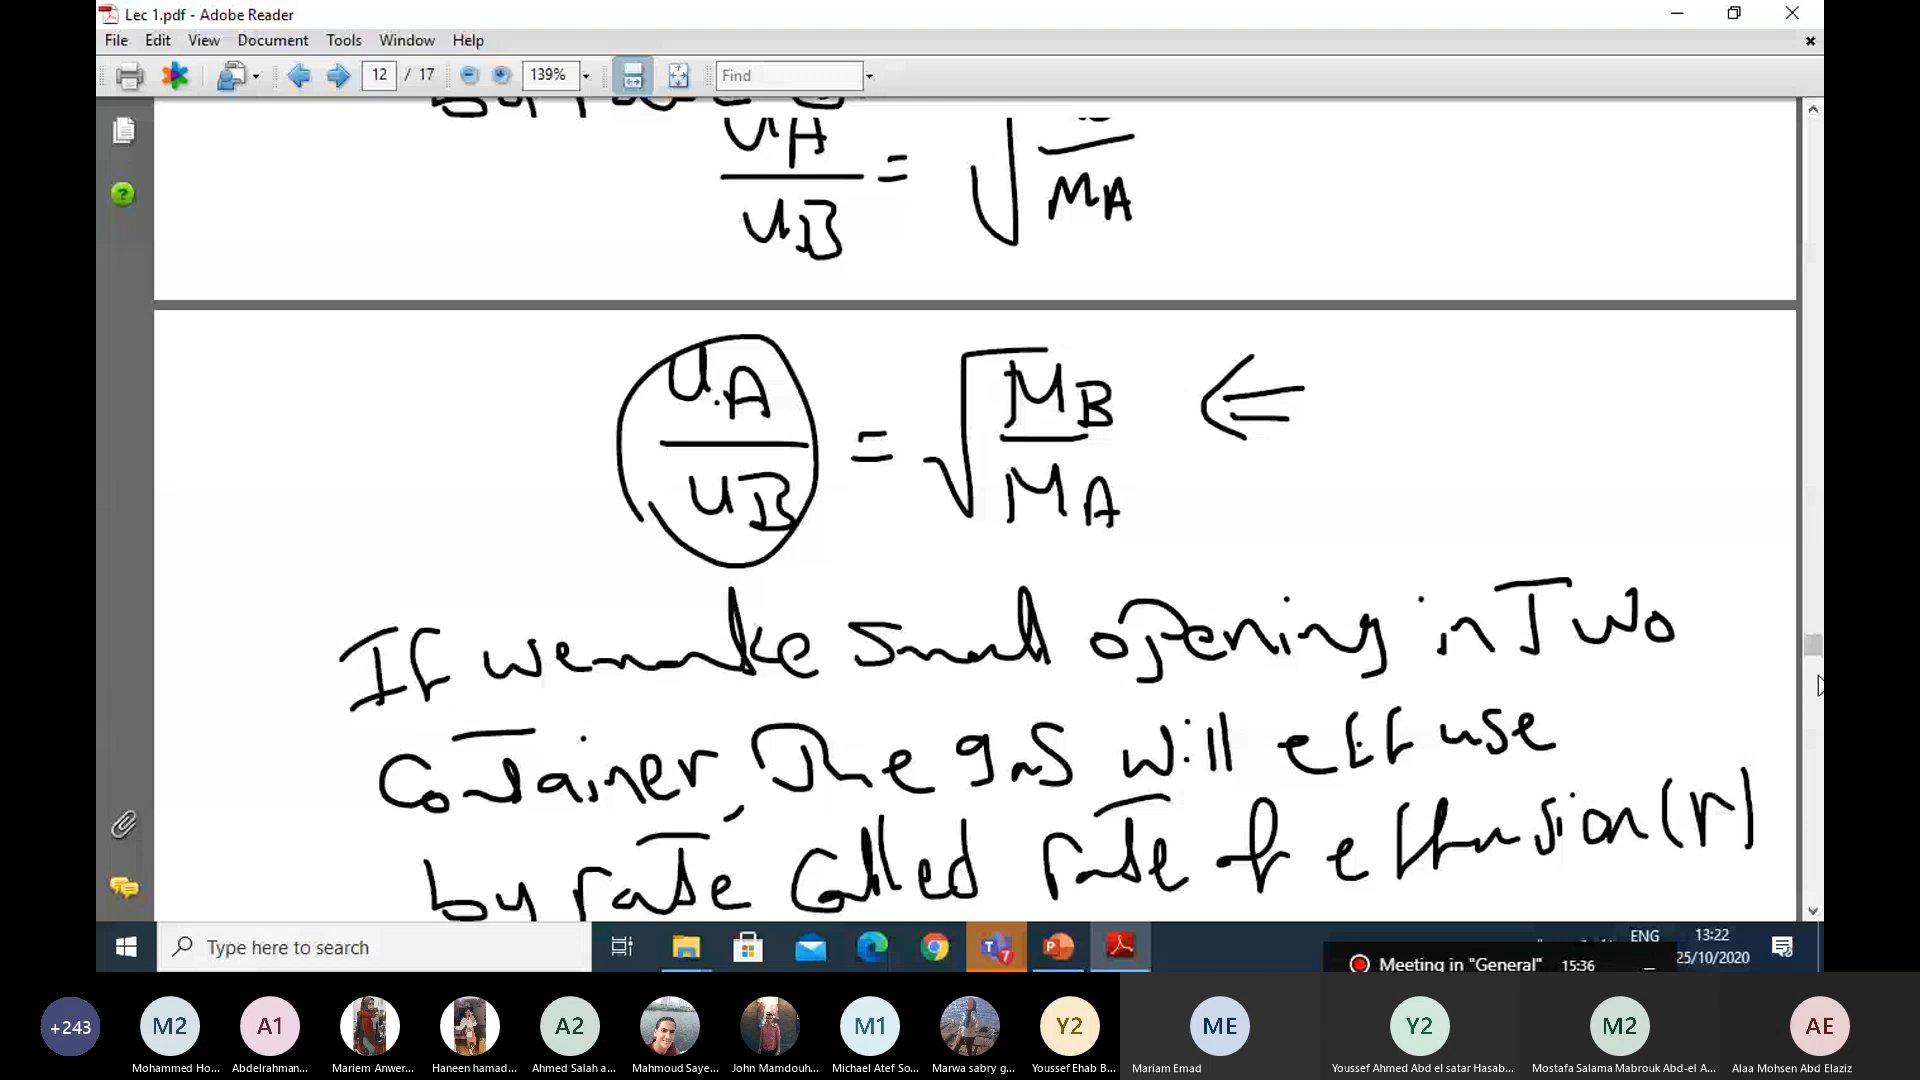 Lec 1.pdf - Adobe Reader
File Edit View Document Tools Window Help
12 / 17 139% Find
UA
UB
=
MA
UA
UB
= √
MB
MA
If we make small opening in Two
Container, The gas will effuse
by rate called rate of effusion (r)
Type here to search
7
ENG
13:22
25/10/2020
Meeting in "General" 15:36
+243 M2 A1 A2 M1 Y2 ME Y2 M2 AE
Mohammed Ho... Abdelrahman... Mariem Anwer... Haneen hamad... Ahmed Salah a... Mahmoud Saye... John Mamdouh... Michael Atef So... Marwa sabry g... Youssef Ehab B... Mariam Emad Youssef Ahmed Abd el satar Hasab... Mostafa Salama Mabrouk Abd-el A... Alaa Mohsen Abd Elaziz